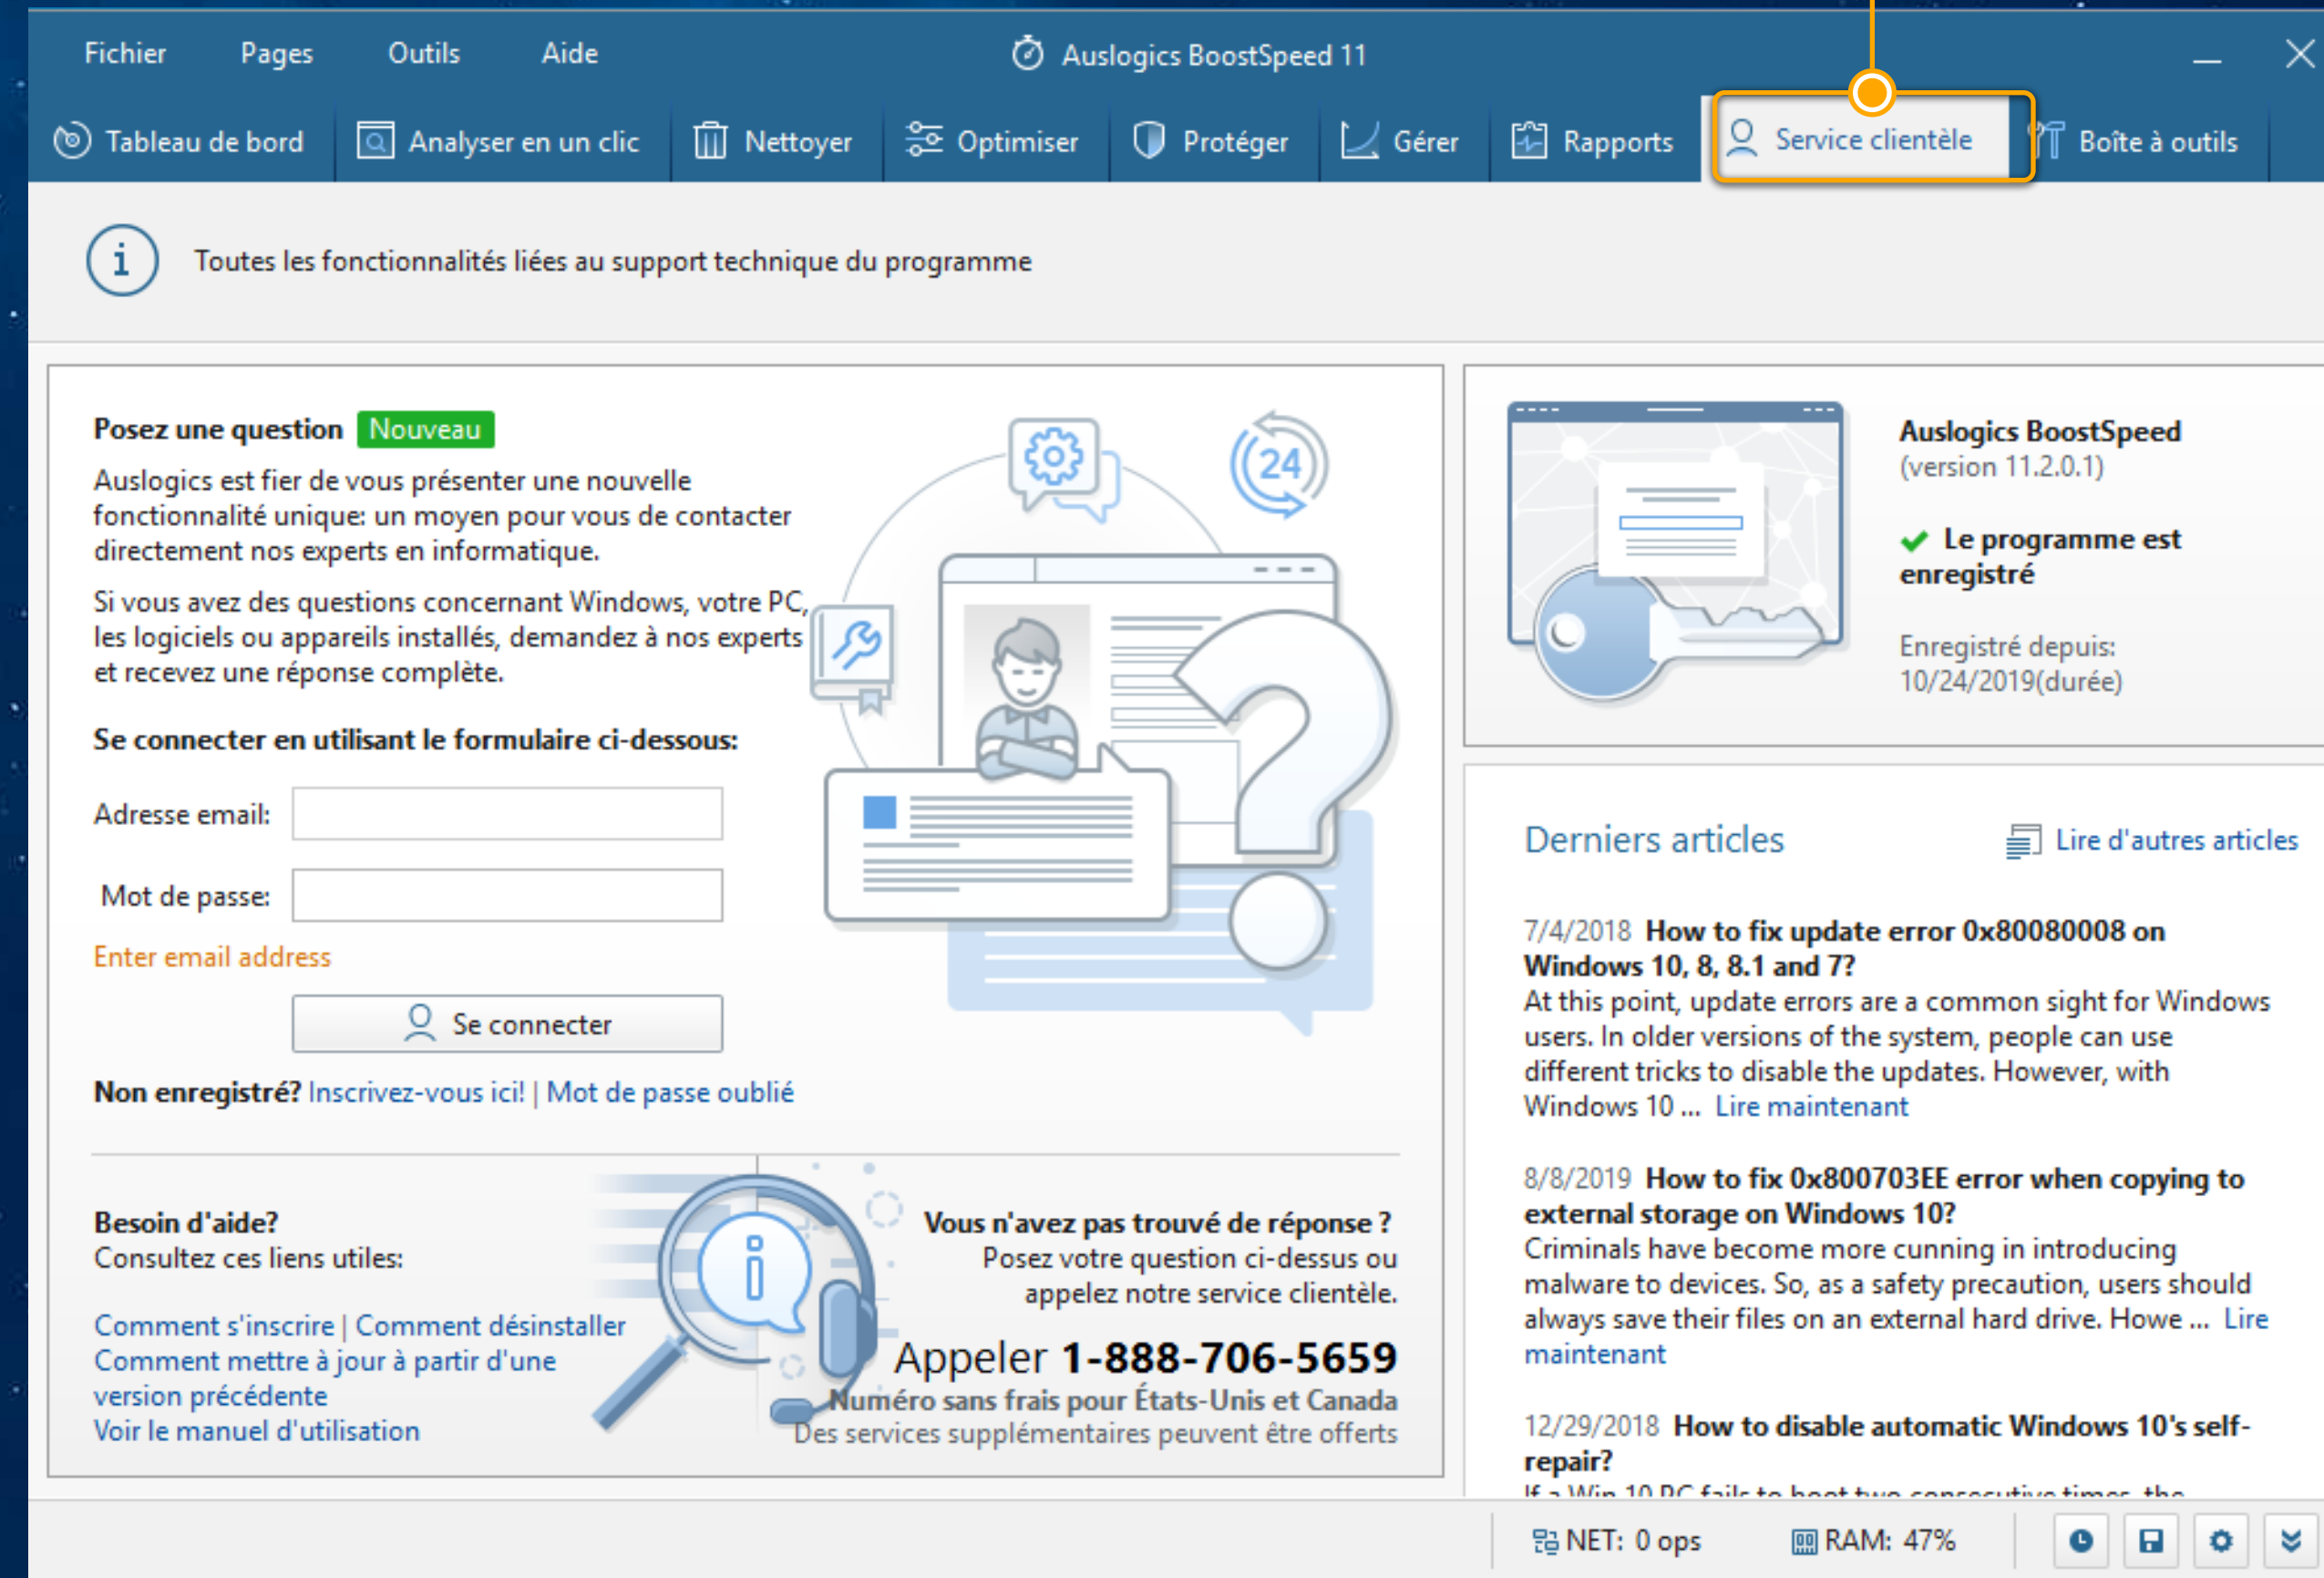 Fichier Pages Outils Aide Auslogics BoostSpeed 11
Tableau de bord Analyser en un clic Nettoyer Optimiser Protéger Gérer Rapports Service clientèle Boîte à outils
i Toutes les fonctionnalités liées au support technique du programme
Posez une question Nouveau
Auslogics est fier de vous présenter une nouvelle
fonctionnalité unique: un moyen pour vous de contacter
directement nos experts en informatique.
Si vous avez des questions concernant Windows, votre PC,
les logiciels ou appareils installés, demandez à nos experts
et recevez une réponse complète.
24
Se connecter en utilisant le formulaire ci-dessous:
Adresse email:
Mot de passe:
Enter email address
Se connecter
Non enregistré? Inscrivez-vous ici! | Mot de passe oublié
Besoin d'aide?
Consultez ces liens utiles:
Comment s'inscrire | Comment désinstaller
Comment mettre à jour à partir d'une
version précédente
Voir le manuel d'utilisation
Vous n'avez pas trouvé de réponse ?
Posez votre question ci-dessus ou
appelez notre service clientèle.
Appeler 1-888-706-5659
Numéro sans frais pour États-Unis et Canada
Des services supplémentaires peuvent être offerts
Auslogics BoostSpeed
(version 11.2.0.1)
Le programme est
enregistré
Enregistré depuis:
10/24/2019(durée)
Derniers articles Lire d'autres articles
7/4/2018 How to fix update error 0x80080008 on
Windows 10, 8, 8.1 and 7?
At this point, update errors are a common sight for Windows
users. In older versions of the system, people can use
different tricks to disable the updates. However, with
Windows 10 ... Lire maintenant
8/8/2019 How to fix 0x800703EE error when copying to
external storage on Windows 10?
Criminals have become more cunning in introducing
malware to devices. So, as a safety precaution, users should
always save their files on an external hard drive. Howe ... Lire
maintenant
12/29/2018 How to disable automatic Windows 10's self-
repair?
If a Win 10 PC fails to boot two consecutive times, the
NET: 0 ops RAM: 47%